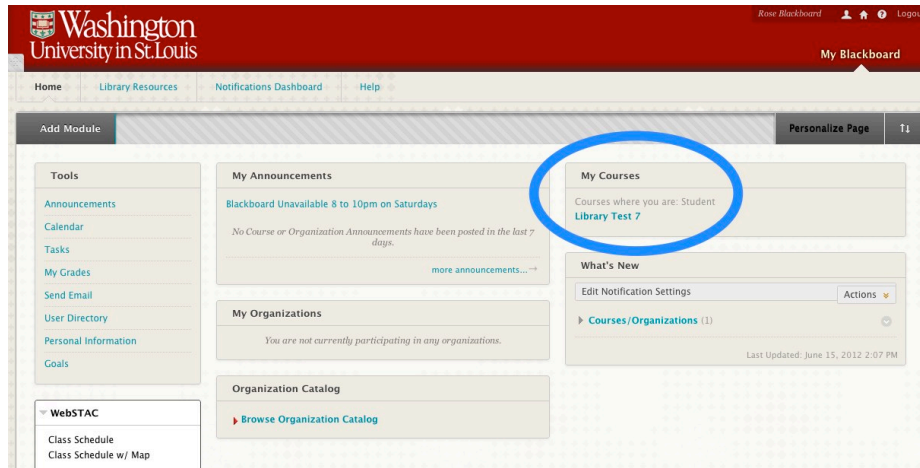 Washington
University in St. Louis
Rose Blackboard
My Blackboard
Home Library Resources Notifications Dashboard Help
Add Module Personalize Page
Tools
Announcements
Calendar
Tasks
My Grades
Send Email
User Directory
Personal Information
Goals
WebSTAC
Class Schedule
Class Schedule w/ Map
My Announcements
Blackboard Unavailable 8 to 10pm on Saturdays
No Course or Organization Announcements have been posted in the last 7
days.
more announcements...→
My Organizations
You are not currently participating in any organizations.
Organization Catalog
Browse Organization Catalog
My Courses
Courses where you are: Student
Library Test 7
What's New
Edit Notification Settings
Actions
Courses/Organizations (1)
Last Updated: June 15, 2012 2:07 PM